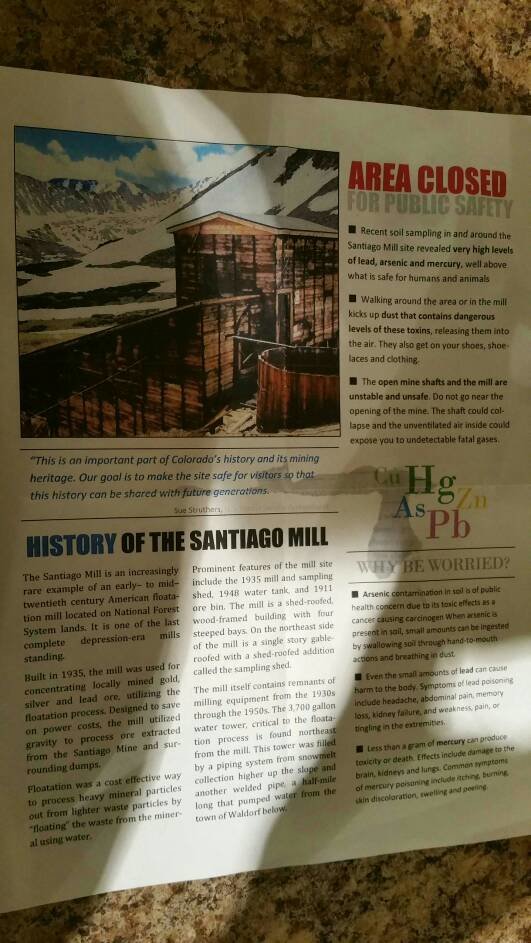 AREA CLOSED
FOR PUBLIC SAFETY
■ Recent soil sampling in and around the
Santiago Mill site revealed very high levels
of lead, arsenic and mercury, well above
what is safe for humans and animals
■ Walking around the area or in the mill
kicks up dust that contains dangerous
levels of these toxins, releasing them into
the air. They also get on your shoes, shoe-
laces and clothing.
■ The open mine shafts and the mill are
unstable and unsafe. Do not go near the
opening of the mine. The shaft could col-
lapse and the unventilated air inside could
expose you to undetectable fatal gases.
"This is an important part of Colorado's history and its mining
heritage. Our goal is to make the site safe for visitors so that
this history can be shared with future generations.
Sue Struthers,
HISTORY OF THE SANTIAGO MILL
The Santiago Mill is an increasingly
rare example of an early– to mid–
twentieth century American floata-
tion mill located on National Forest
System lands. It is one of the last
complete depression-era mills
standing.
Built in 1935, the mill was used for
concentrating locally mined gold,
silver and lead ore, utilizing the
floatation process. Designed to save
on power costs, the mill utilized
gravity to process ore extracted
from the Santiago Mine and sur-
rounding dumps.
Floatation was a cost effective way
to process heavy mineral particles
out from lighter waste particles by
"floating" the waste from the miner-
al using water.
Prominent features of the mill site
include the 1935 mill and sampling
shed, 1948 water tank, and 1911
ore bin. The mill is a shed-roofed,
wood-framed building with four
steeped bays. On the northeast side
of the mill is a single story gable-
roofed with a shed-roofed addition
called the sampling shed.
The mill itself contains remnants of
milling equipment from the 1930s
through the 1950s. The 3,700 gallon
water tower, critical to the floata-
tion process is found northeast
from the mill. This tower was filled
by a piping system from snowmelt
collection higher up the slope and
another welded pipe, a half-mile
long that pumped water from the
town of Waldorf below.
Cu Hg Zn
As Pb
WHY BE WORRIED?
■ Arsenic contamination in soil is of public
health concern due to its toxic effects as a
cancer causing carcinogen When arsenic is
present in soil, small amounts can be ingested
by swallowing soil through hand-to-mouth
actions and breathing in dust.
■ Even the small amounts of lead can cause
harm to the body. Symptoms of lead poisoning
include headache, abdominal pain, memory
loss, kidney failure, and weakness, pain, or
tingling in the extremities.
■ Less than a gram of mercury can produce
toxicity or death. Effects include damage to the
brain, kidneys and lungs. Common symptoms
of mercury poisoning include itching, burning,
skin discoloration, swelling and peeling.